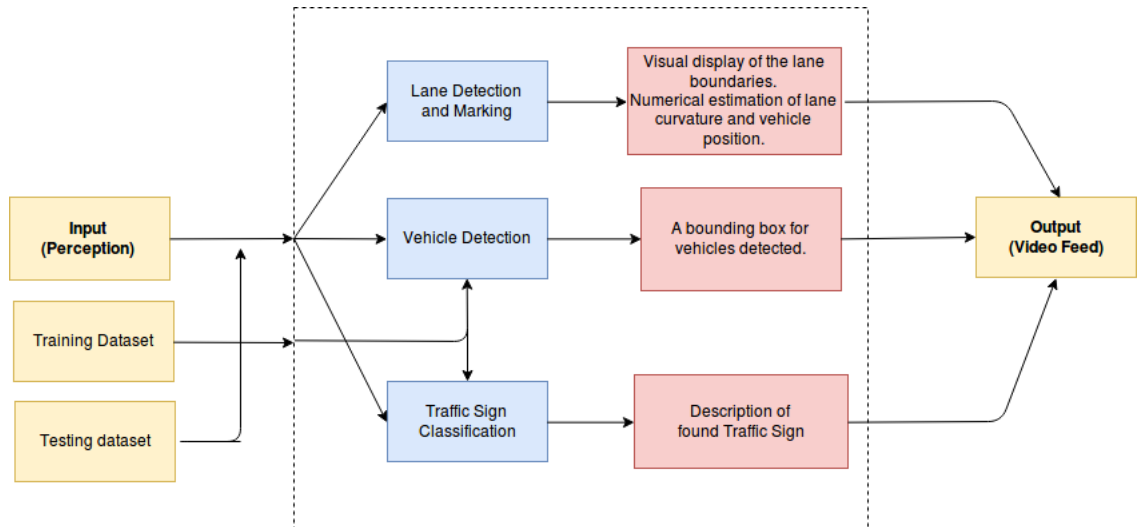 Lane Detection
and Marking
Visual display of the lane
boundaries.
Numerical estimation of lane
curvature and vehicle
position.
Input
(Perception)
Vehicle Detection
A bounding box for
vehicles detected.
Output
(Video Feed)
Training Dataset
Testing dataset
Traffic Sign
Classification
Description of
found Traffic Sign